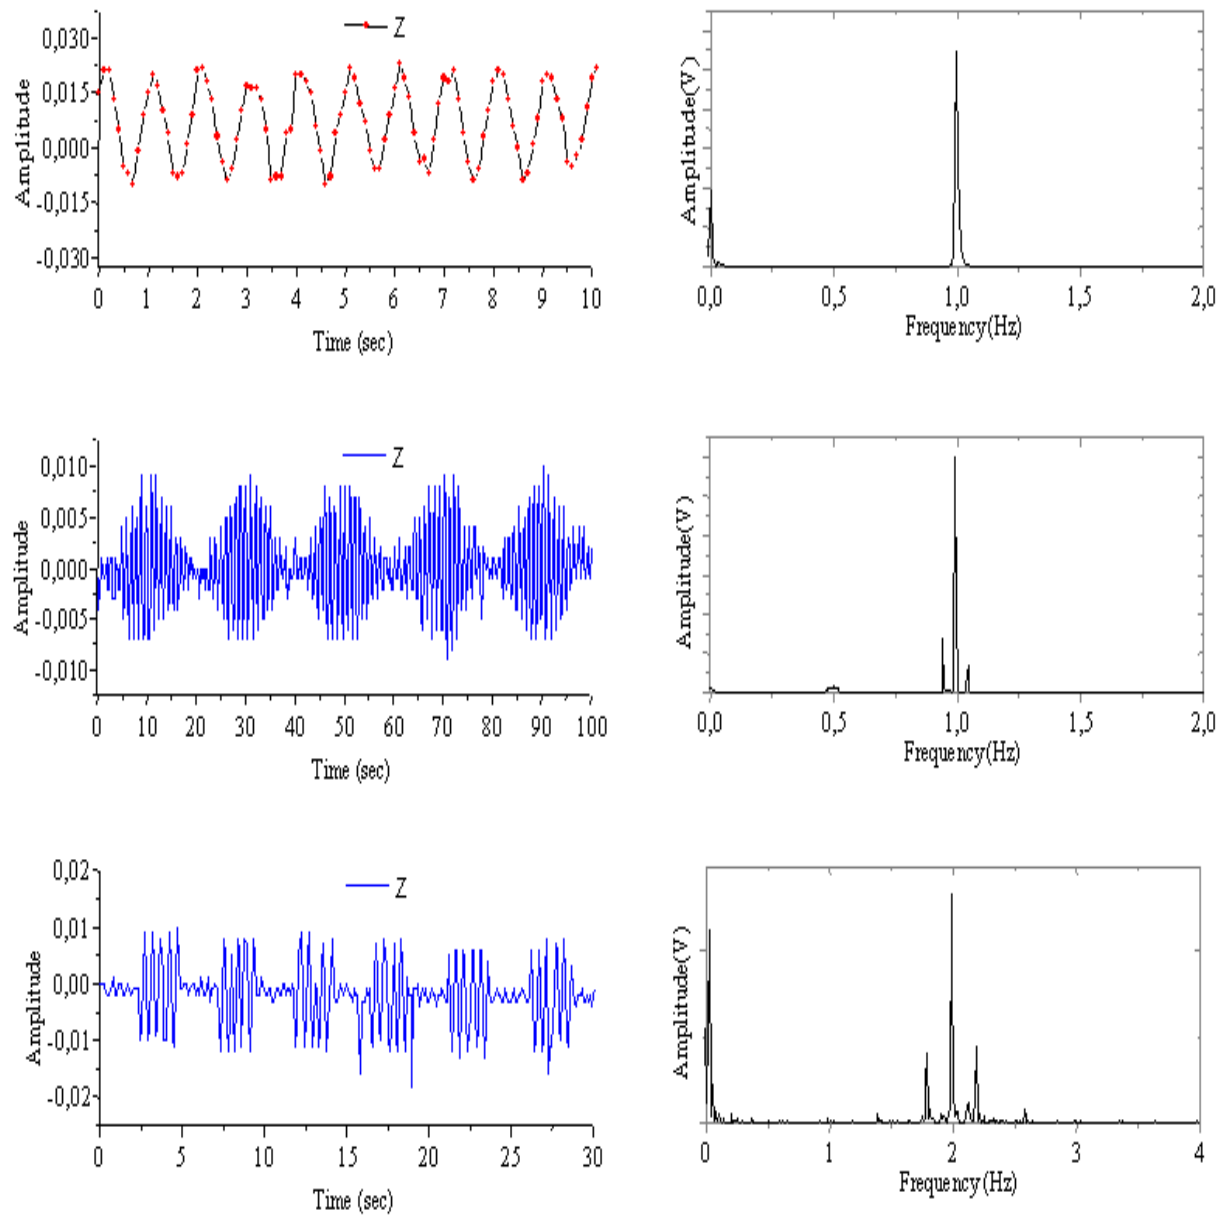 Z
Amplitude
0,030
0,015
0,000
-0,015
-0,030
0 1 2 3 4 5 6 7 8 9 10
Time (sec)
Amplitude(V)
0,0 0,5 1,0 1,5 2,0
Frequency(Hz)
Z
Amplitude
0,010
0,005
0,000
-0,005
-0,010
0 10 20 30 40 50 60 70 80 90 100
Time (sec)
Amplitude(V)
0,0 0,5 1,0 1,5 2,0
Frequency(Hz)
Z
Amplitude
0,02
0,01
0,00
-0,01
-0,02
0 5 10 15 20 25 30
Time (sec)
Amplitude(V)
0 1 2 3 4
Frequency(Hz)